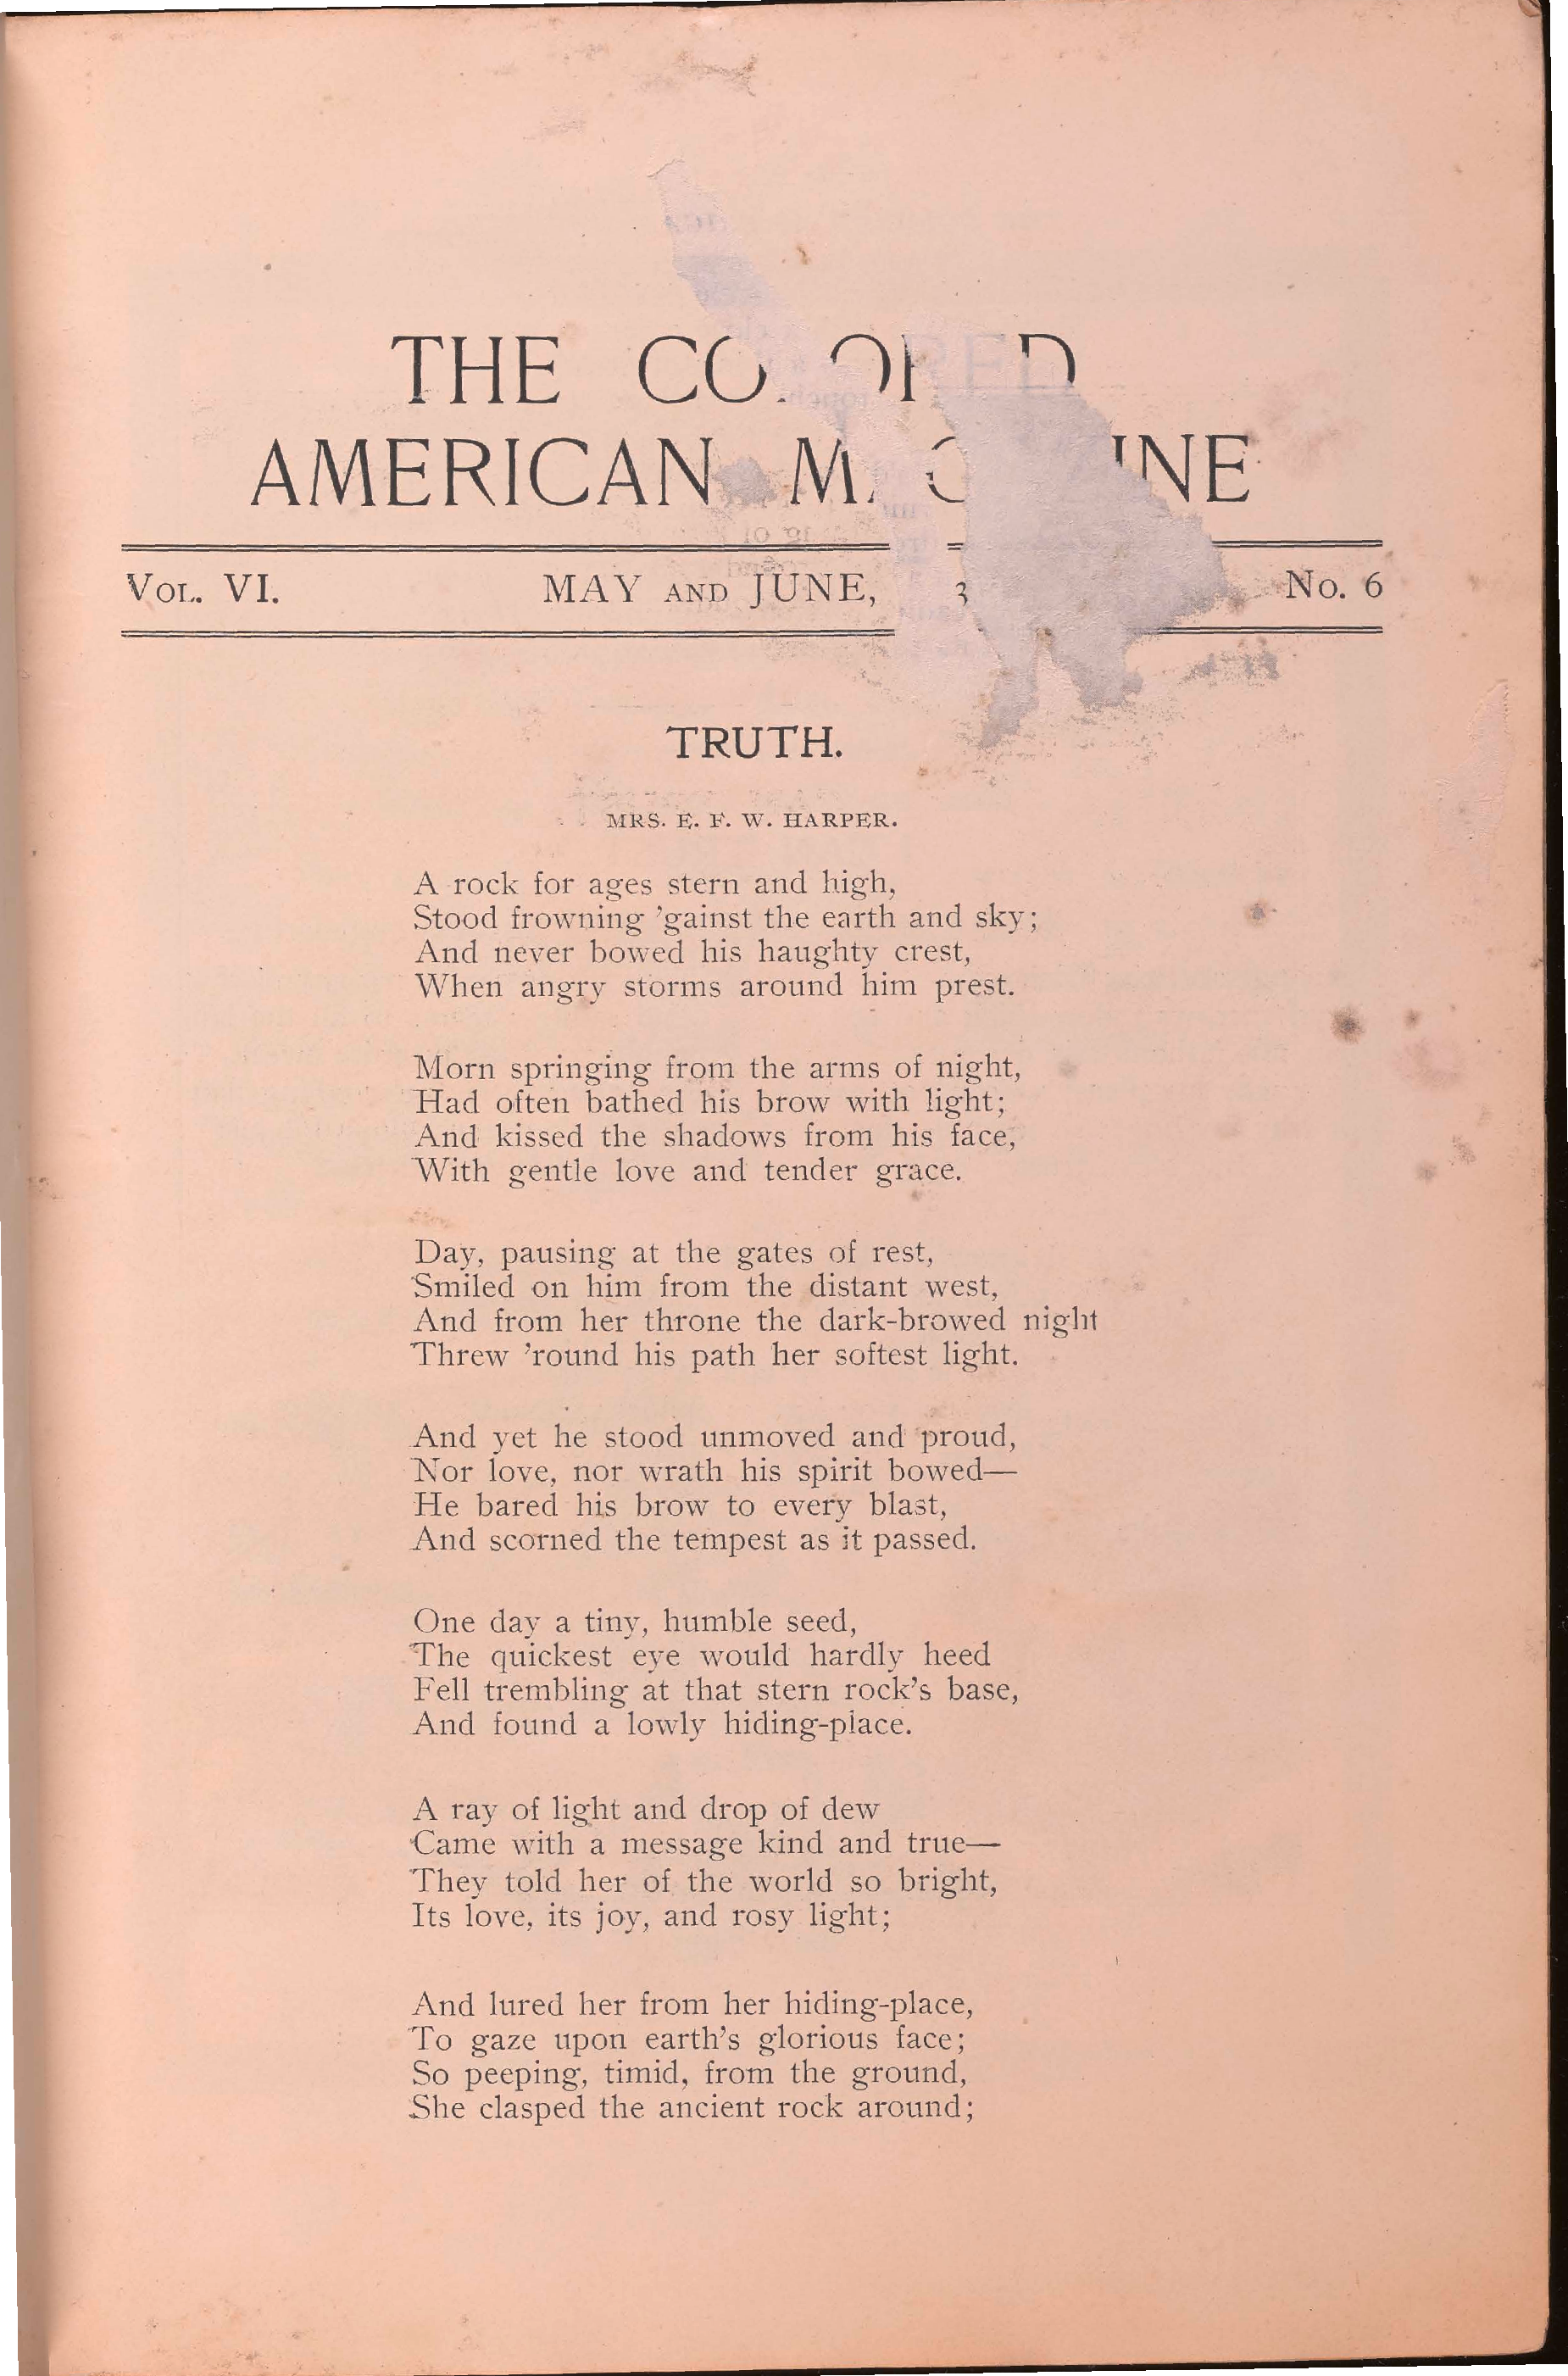 THE COLORED
AMERICAN MAGAZINE
VOL. VI. MAY AND JUNE, No. 6
TRUTH.
MRS. E. F. W. HARPER.
A rock for ages stern and high,
Stood frowning 'gainst the earth and sky;
And never bowed his haughty crest,
When angry storms around him prest.
Morn springing from the arms of night,
Had often bathed his brow with light;
And kissed the shadows from his face,
With gentle love and tender grace.
Day, pausing at the gates of rest,
Smiled on him from the distant west,
And from her throne the dark-browed night
Threw 'round his path her softest light.
And yet he stood unmoved and proud,
Nor love, nor wrath his spirit bowed—
He bared his brow to every blast,
And scorned the tempest as it passed.
One day a tiny, humble seed,
The quickest eye would hardly heed
Fell trembling at that stern rock's base,
And found a lowly hiding-place.
A ray of light and drop of dew
Came with a message kind and true—
They told her of the world so bright,
Its love, its joy, and rosy light;
And lured her from her hiding-place,
To gaze upon earth's glorious face;
So peeping, timid, from the ground,
She clasped the ancient rock around;